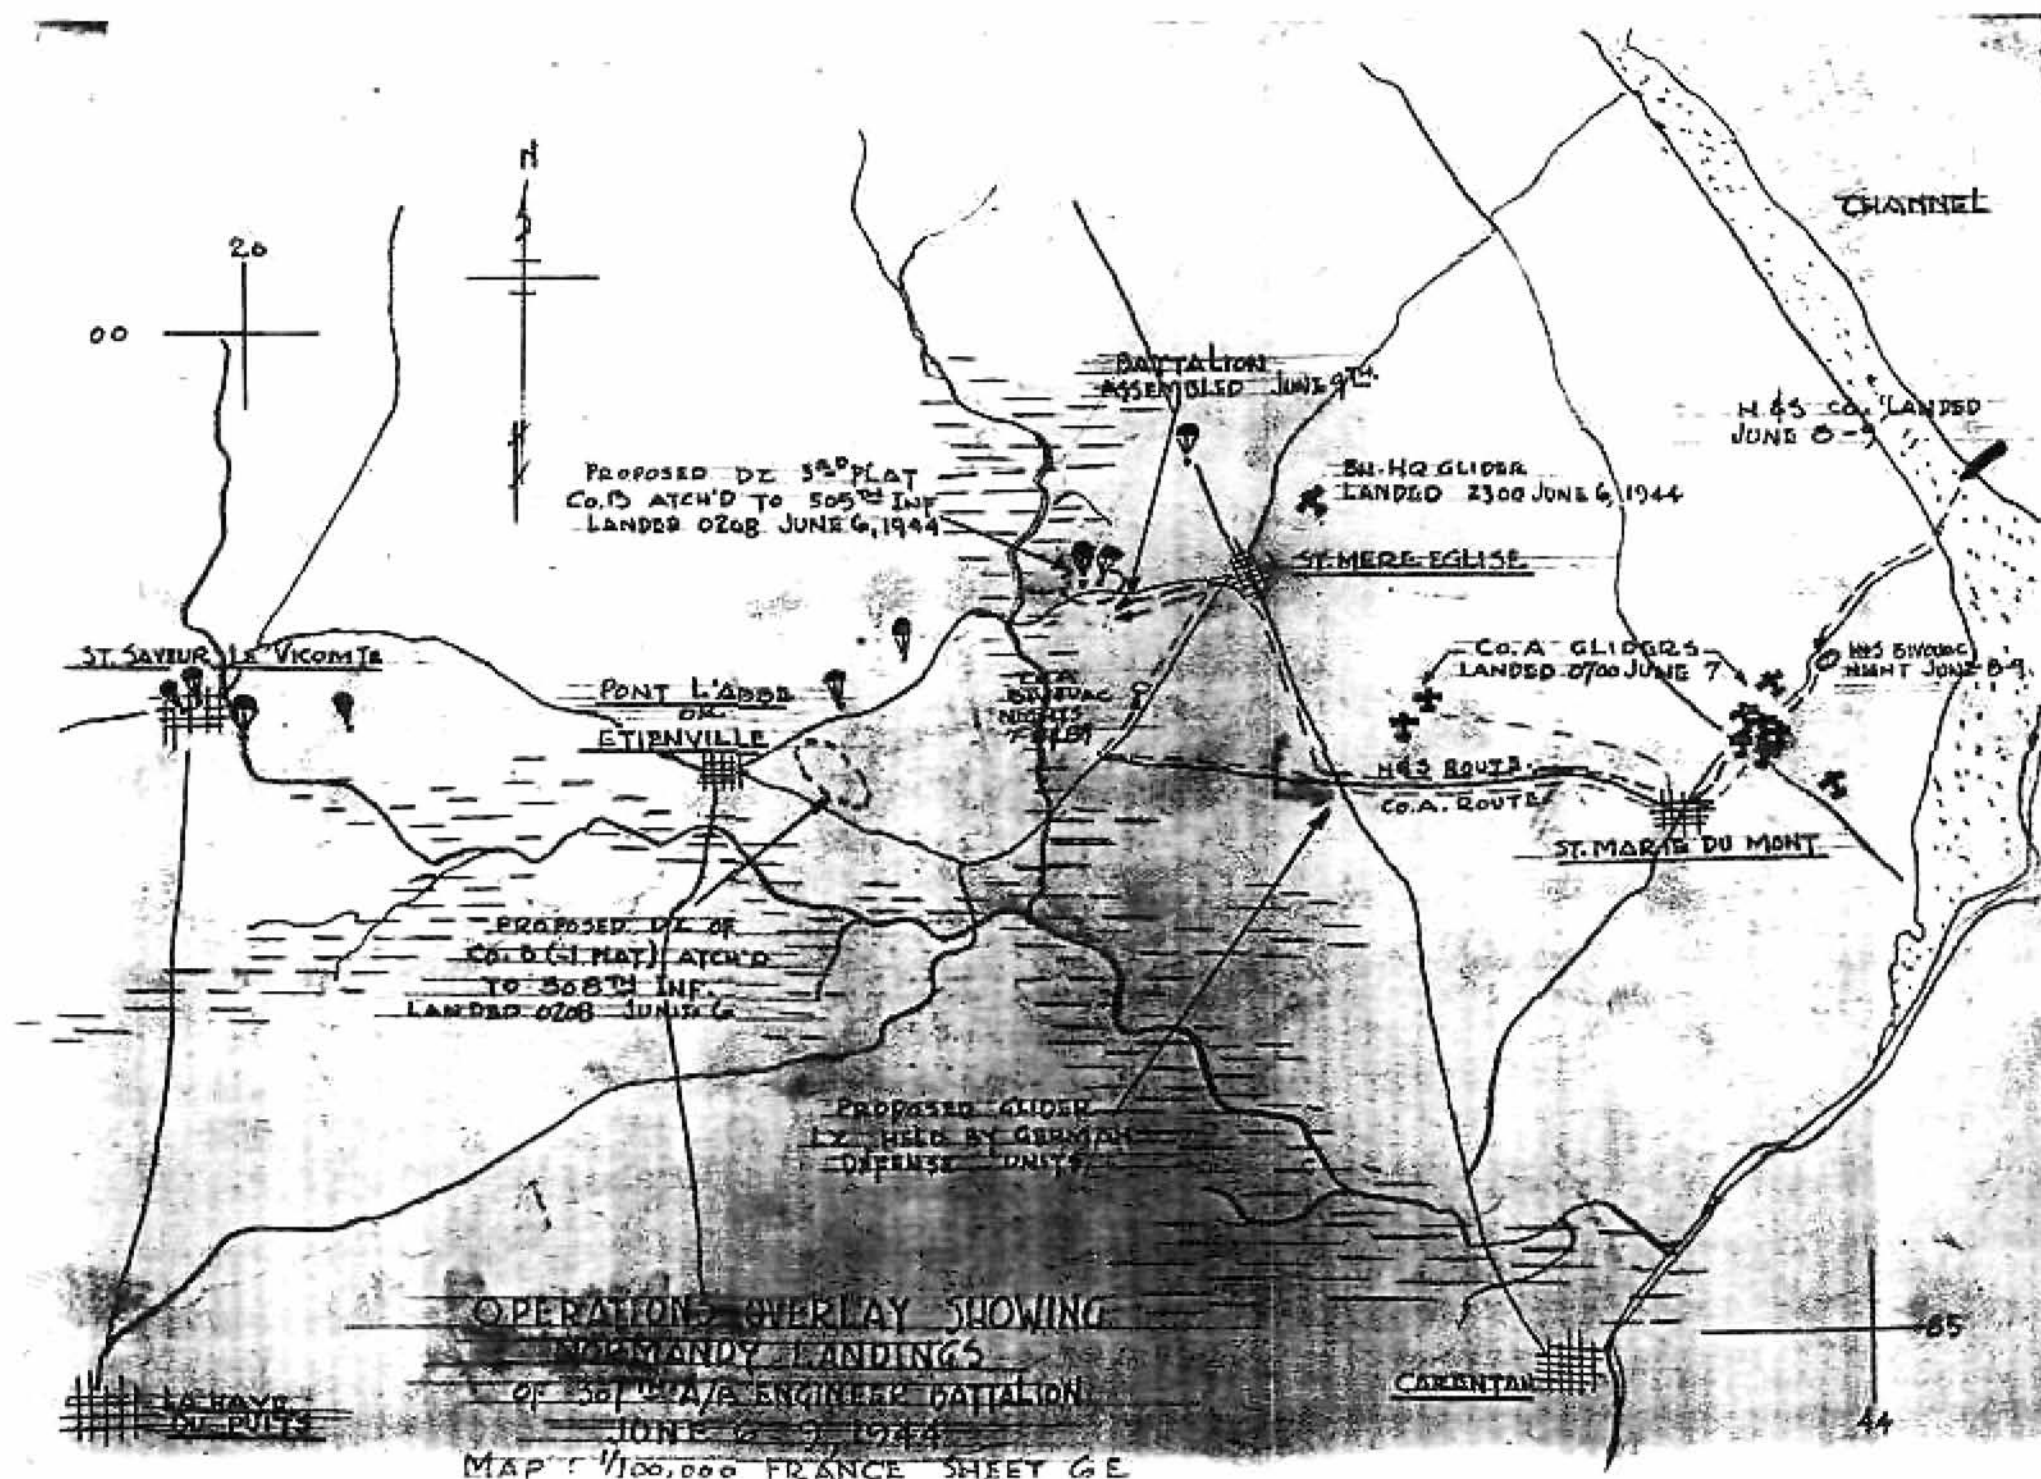 N
CHANNEL
20
00
BATTALION
ASSEMBLED JUNE 9TH.
H & S CO. LANDED
JUNE 8-9
PROPOSED DZ 3RD PLAT
CO. B ATCH'D TO 505TH INF
LANDED 0208 JUNE 6, 1944
BN. HQ GLIDER
LANDED 2300 JUNE 6, 1944
ST. MERE EGLISE
ST. SAVEUR LE VICOMTE
CO. A GLIDERS
LANDED 0700 JUNE 7
H&S BIVOUAC
NIGHT JUNE 8-9
PONT L'ABBE
OR
ETIENVILLE
CO. A
BIVOUAC
NIGHTS
H&S ROUTE.
CO. A. ROUTE
ST. MARIE DU MONT
PROPOSED DZ OF
CO. B (-1 PLAT) ATCH'D
TO 508TH INF.
LANDED 0208 JUNE 6
PROPOSED GLIDER
LZ HELD BY GERMAN
DEFENSE UNITS
OPERATIONS OVERLAY SHOWING
NORMANDY LANDINGS
OF 307TH A/B ENGINEER BATTALION
JUNE 6-9, 1944
MAP: 1/100,000 FRANCE SHEET 6E
LA HAYE
DU PUITS
CARENTAN
85
44